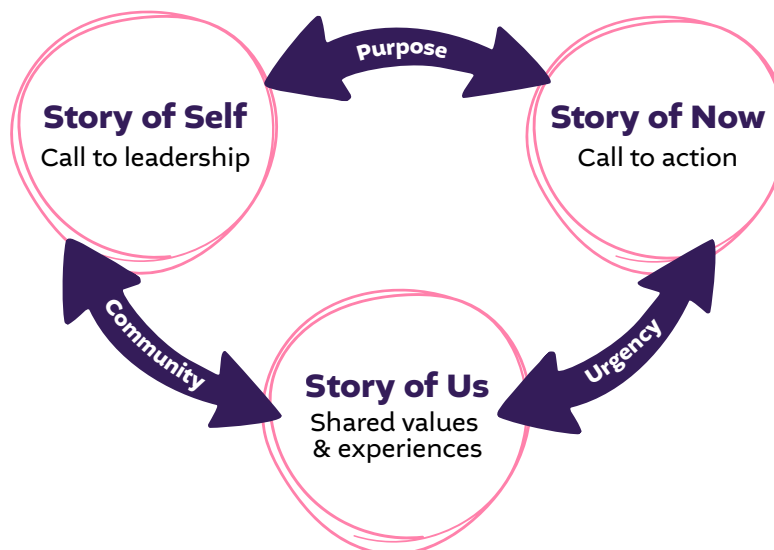 Purpose
Story of Self
Call to leadership
Story of Now
Call to action
Community
Urgency
Story of Us
Shared values
& experiences